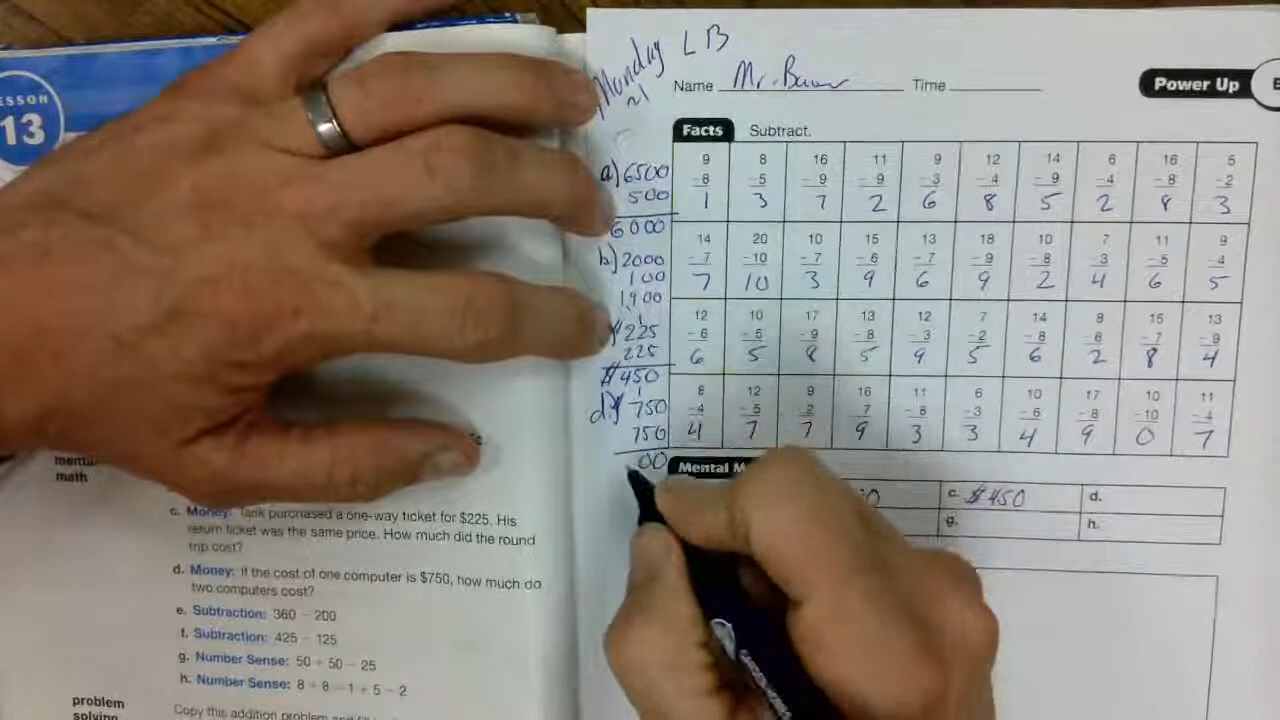 ESSON
13
Monday LB
Name Mr. Time
Power Up
Facts Subtract.
9 8 16 11 9 12 14 6 16 5
-8 -5 -9 -9 -3 -4 -9 -4 -8 -2
1 3 7 2 6 8 5 2 8 3
14 20 10 15 13 18 10 7 11 9
-7 -10 -7 -6 -7 -9 -8 -3 -5 -4
7 10 3 9 6 9 2 4 6 5
12 10 17 13 12 7 14 8 15 13
-6 -5 -9 -8 -3 -2 -8 -6 -7 -9
6 5 8 5 9 5 6 2 8 4
8 12 9 16 11 6 10 17 10 11
-4 -5 -2 -7 -8 -3 -6 -8 -10 -4
4 7 7 9 3 3 4 9 0 7
a) 6500
500
6000
b) 2000
100
1,900
1
$225
225
$450
1
d) $750
750
00
Mental M
c. $450 d.
g. h.
mental
math
c. Money: Tarik purchased a one-way ticket for $225. His
return ticket was the same price. How much did the round
trip cost?
d. Money: If the cost of one computer is $750, how much do
two computers cost?
e. Subtraction: 360 − 200
f. Subtraction: 425 − 125
g. Number Sense: 50 + 50 − 25
h. Number Sense: 8 + 8 − 1 + 5 − 2
problem
solving
Copy this addition problem and